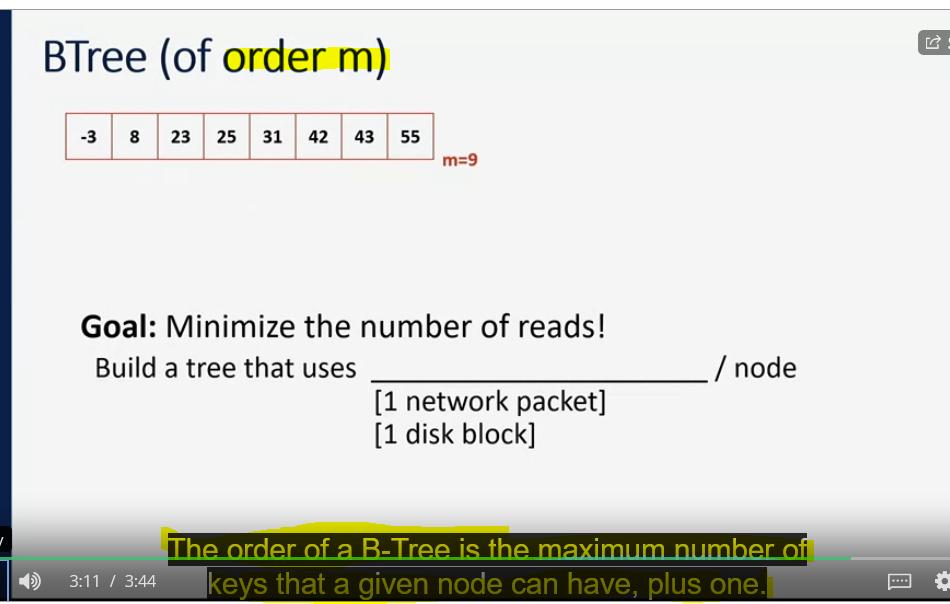 BTree (of order m)
-3 8 23 25 31 42 43 55
m=9
Goal: Minimize the number of reads!
Build a tree that uses ____________________ / node
[1 network packet]
[1 disk block]
The order of a B-Tree is the maximum number of
keys that a given node can have, plus one.
3:11 / 3:44